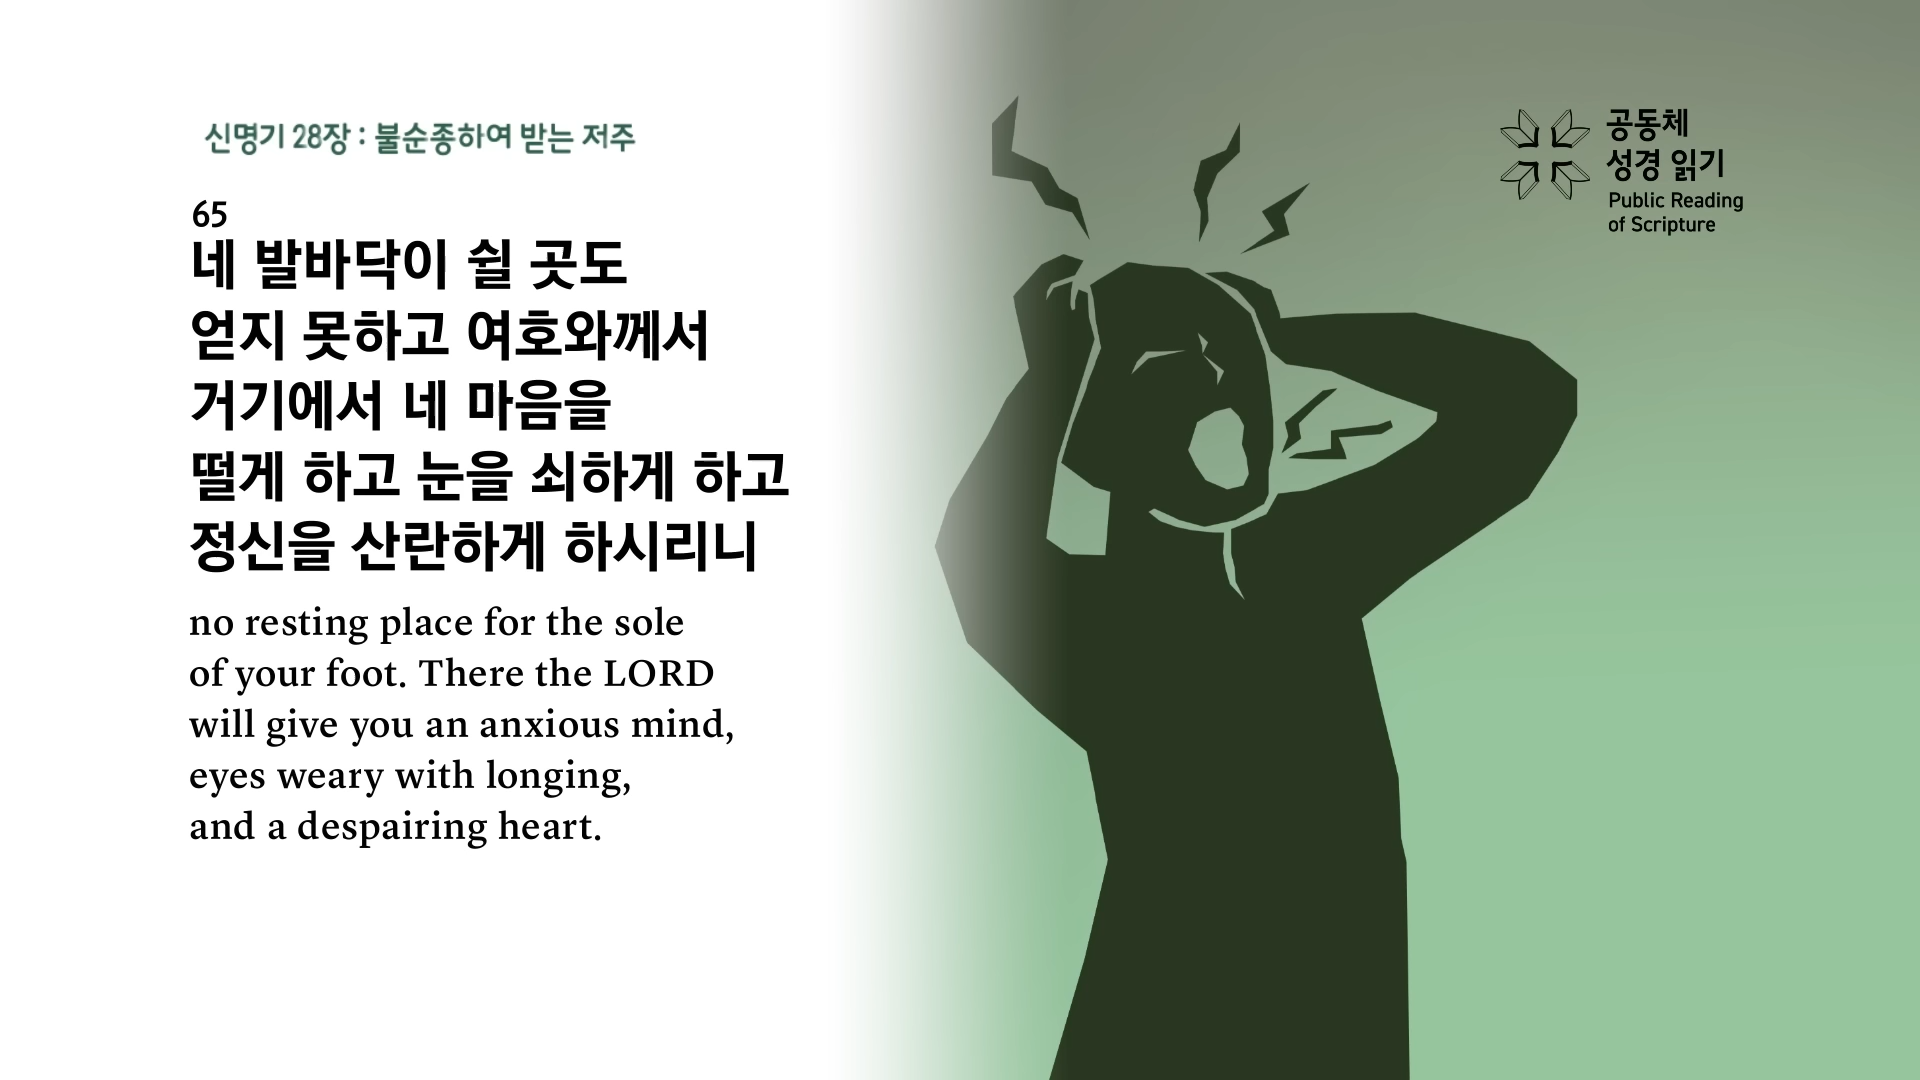 신명기 28장 : 불순종하여 받는 저주
65
네 발바닥이 쉴 곳도
얻지 못하고 여호와께서
거기에서 네 마음을
떨게 하고 눈을 쇠하게 하고
정신을 산란하게 하시리니
no resting place for the sole
of your foot. There the LORD
will give you an anxious mind,
eyes weary with longing,
and a despairing heart.
공동체
성경 읽기
Public Reading
of Scripture